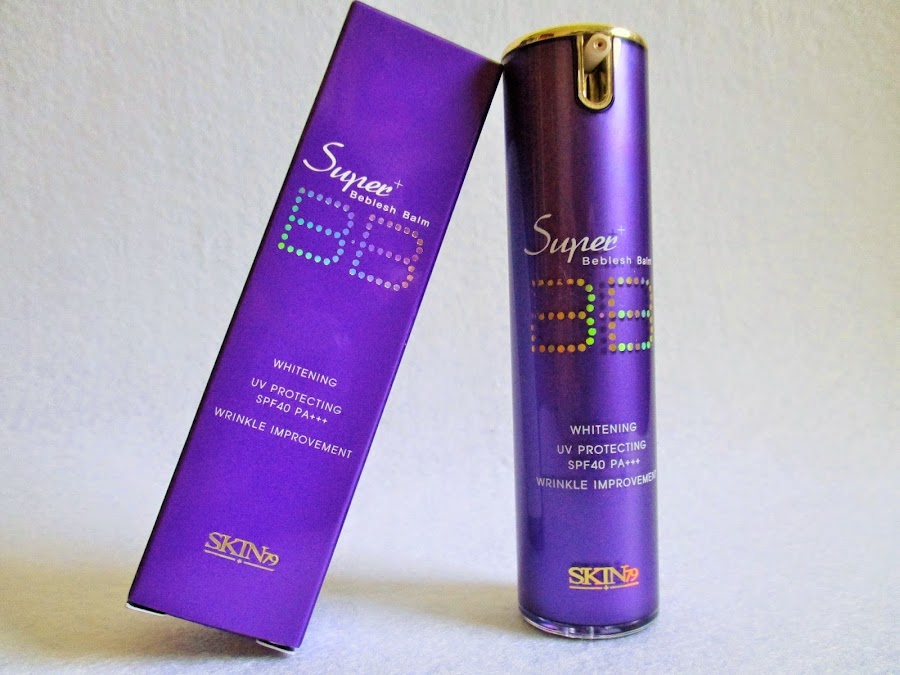 Super+
Beblesh Balm
BB
WHITENING
UV PROTECTING
SPF40 PA+++
WRINKLE IMPROVEMENT
SKIN79
Super+
Beblesh Balm
BB
WHITENING
UV PROTECTING
SPF40 PA+++
WRINKLE IMPROVEMENT
SKIN79